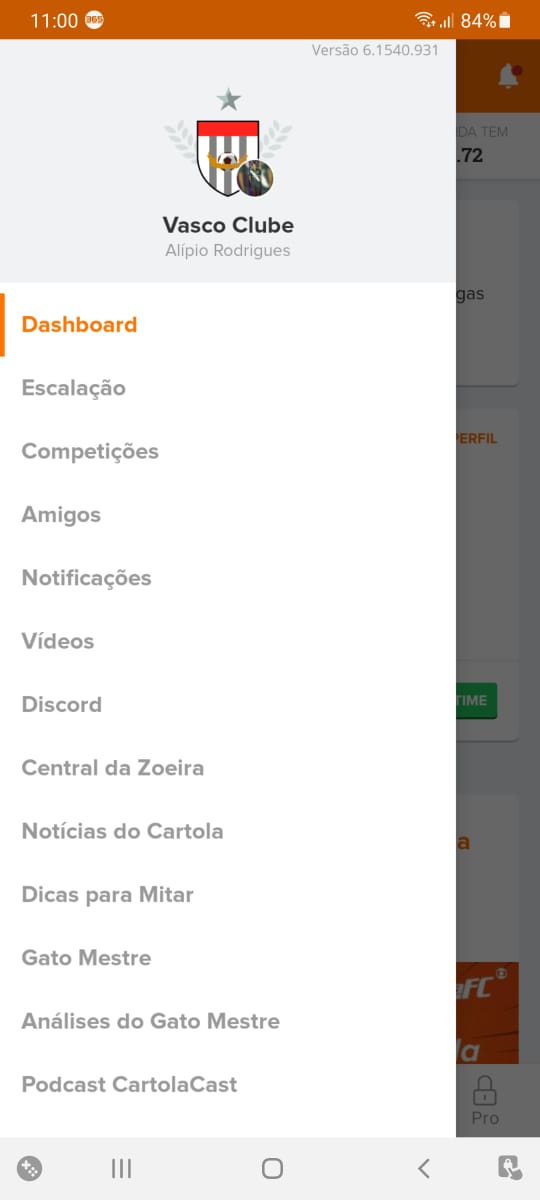 11:00
84%
Versão 6.1540.931
Vasco Clube
Alípio Rodrigues
DA TEM
.72
gas
PERFIL
TIME
a
aFC
la
Pro
Dashboard
Escalação
Competições
Amigos
Notificações
Vídeos
Discord
Central da Zoeira
Notícias do Cartola
Dicas para Mitar
Gato Mestre
Análises do Gato Mestre
Podcast CartolaCast